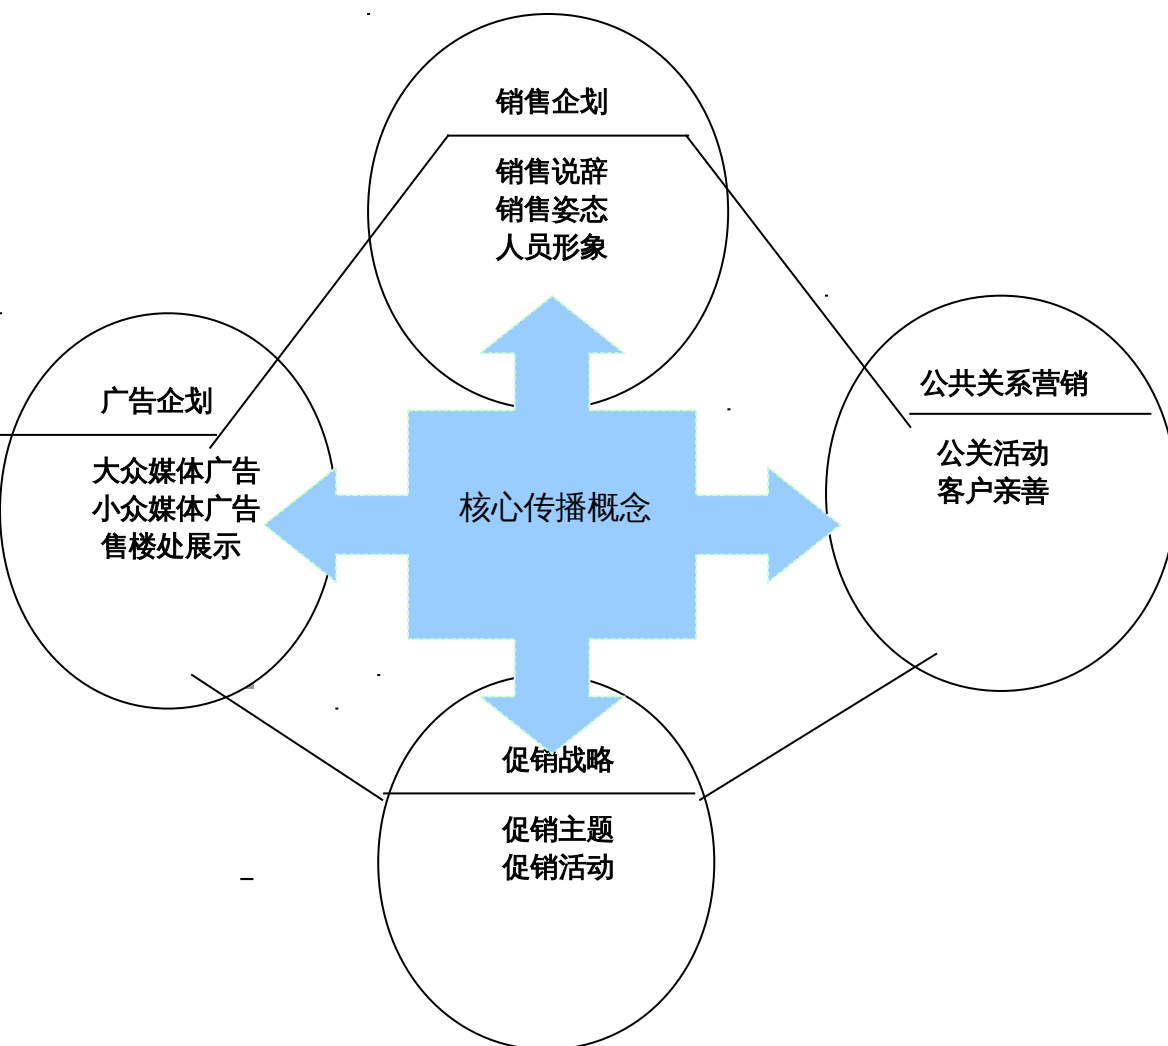 销售企划
销售说辞
销售姿态
人员形象
广告企划
大众媒体广告
小众媒体广告
售楼处展示
核心传播概念
公共关系营销
公关活动
客户亲善
促销战略
促销主题
促销活动